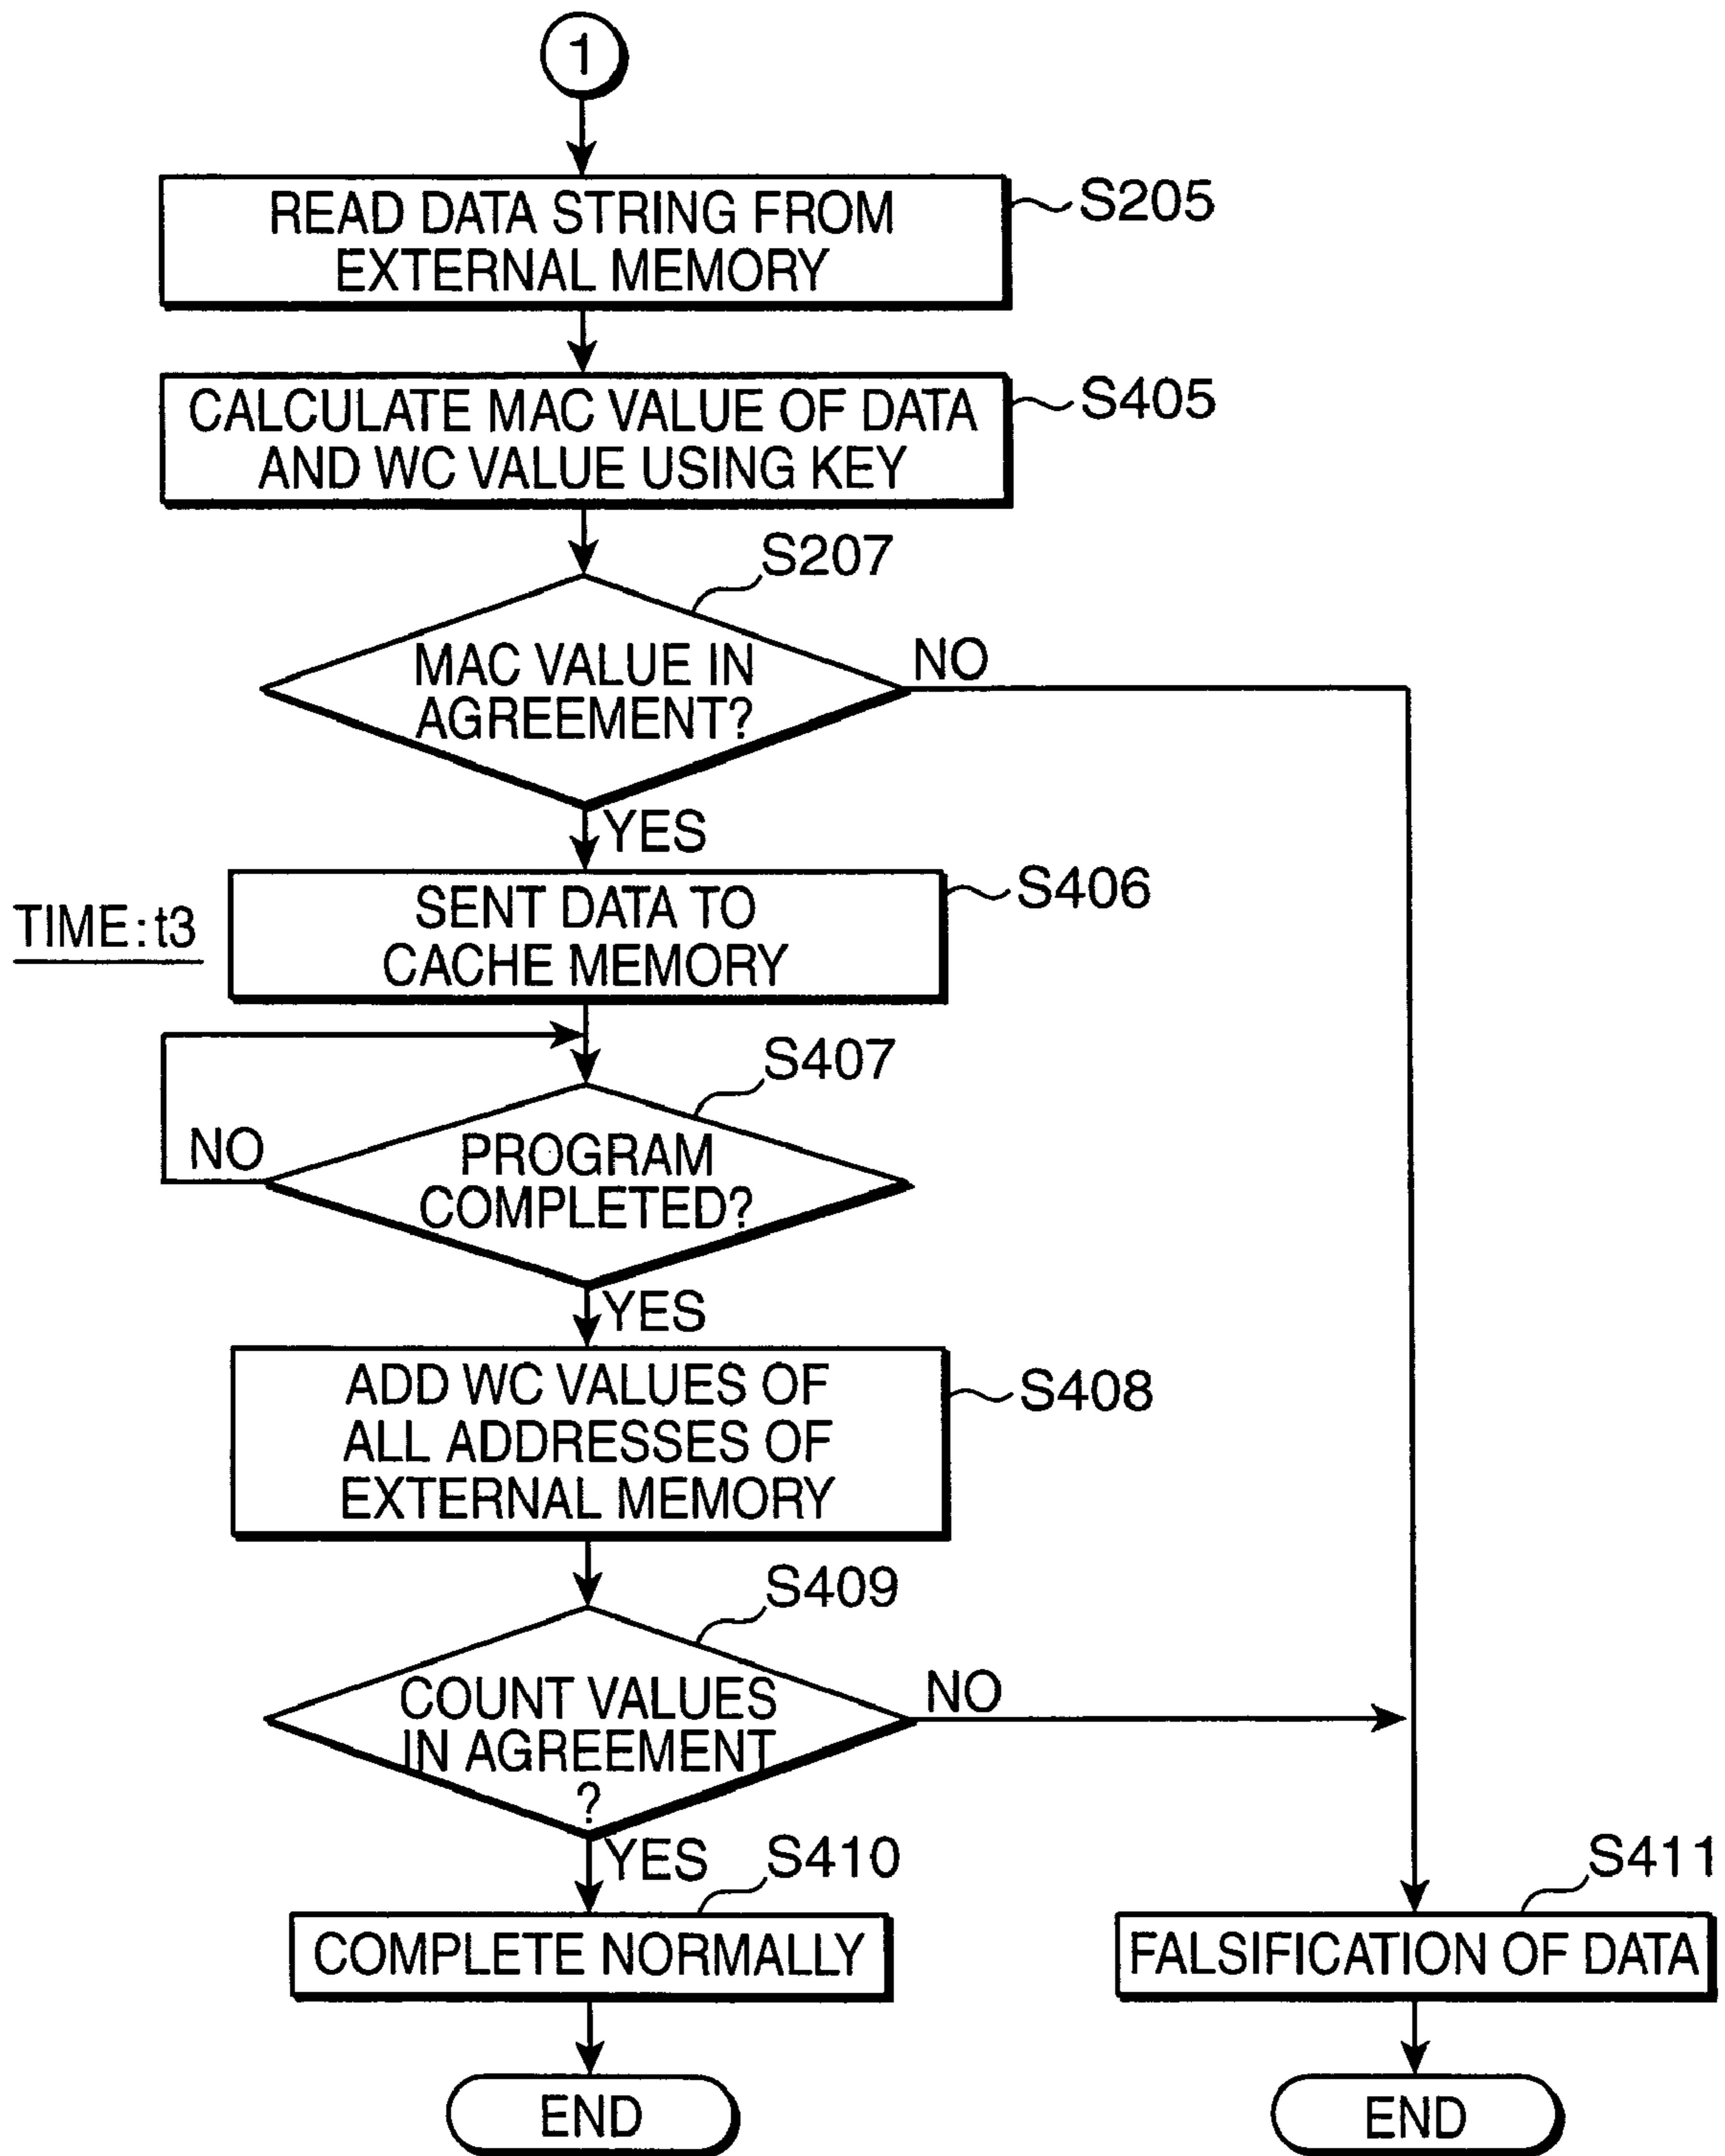 1
READ DATA STRING FROM
EXTERNAL MEMORY
S205
CALCULATE MAC VALUE OF DATA
AND WC VALUE USING KEY
S405
S207
MAC VALUE IN
AGREEMENT?
NO
YES
TIME:t3
SENT DATA TO
CACHE MEMORY
S406
S407
PROGRAM
COMPLETED?
NO
YES
ADD WC VALUES OF
ALL ADDRESSES OF
EXTERNAL MEMORY
S408
S409
COUNT VALUES
IN AGREEMENT
?
NO
YES
S410
S411
COMPLETE NORMALLY
FALSIFICATION OF DATA
END
END